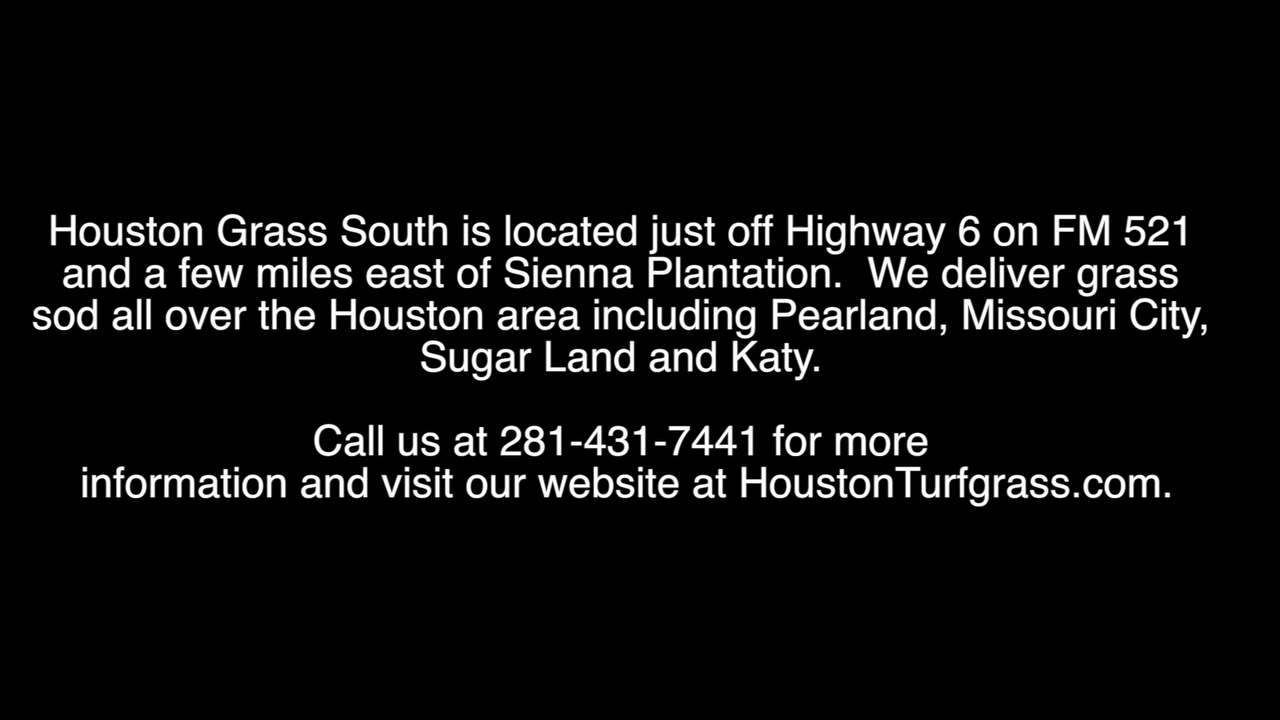 Houston Grass South is located just off Highway 6 on FM 521
and a few miles east of Sienna Plantation.  We deliver grass
sod all over the Houston area including Pearland, Missouri City,
Sugar Land and Katy.
Call us at 281-431-7441 for more
information and visit our website at HoustonTurfgrass.com.